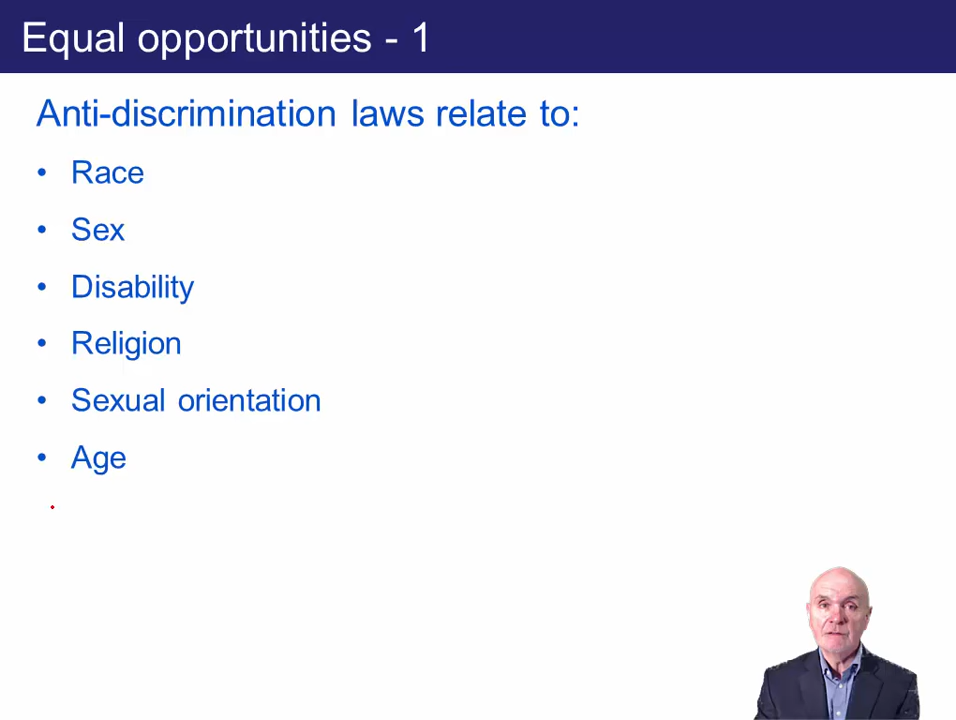 Equal opportunities - 1
Anti-discrimination laws relate to:
• Race
• Sex
• Disability
• Religion
• Sexual orientation
• Age